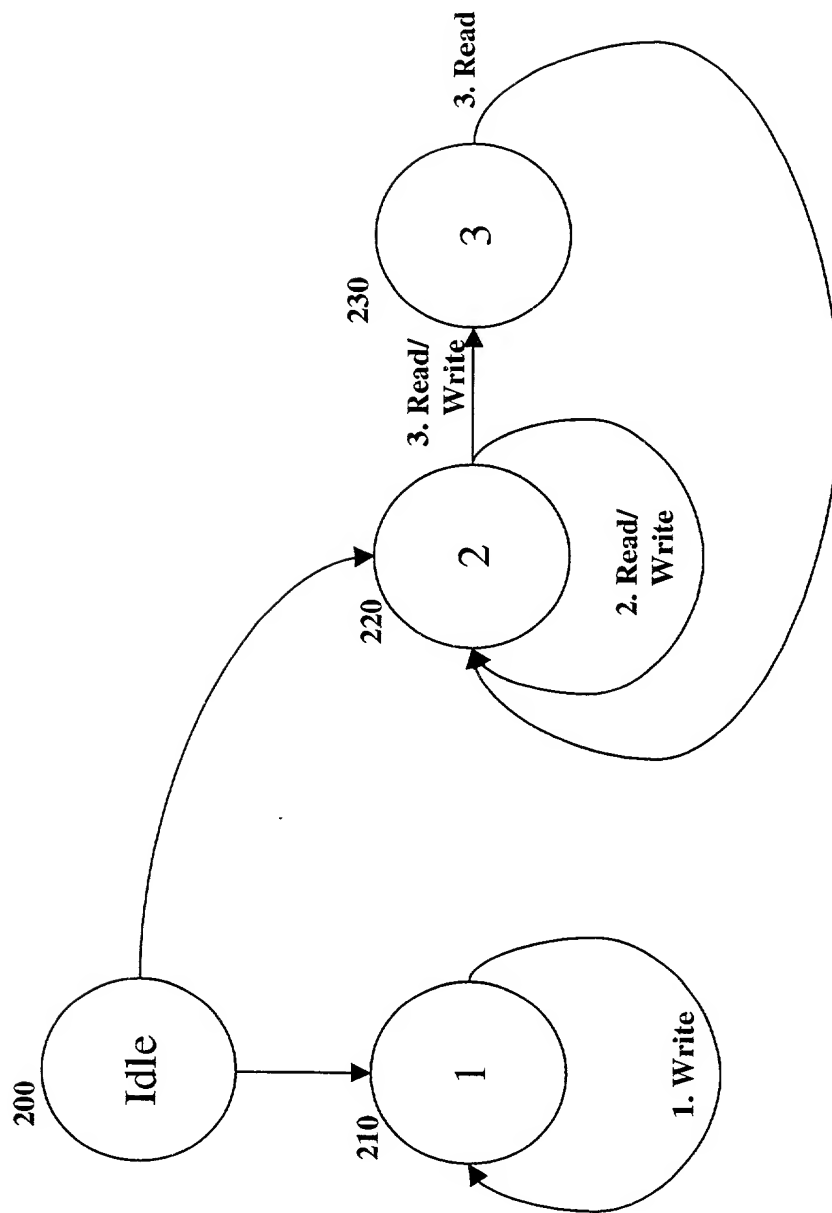 200
Idle
210
1
1. Write
220
2
2. Read/
Write
3. Read/
Write
230
3
3. Read